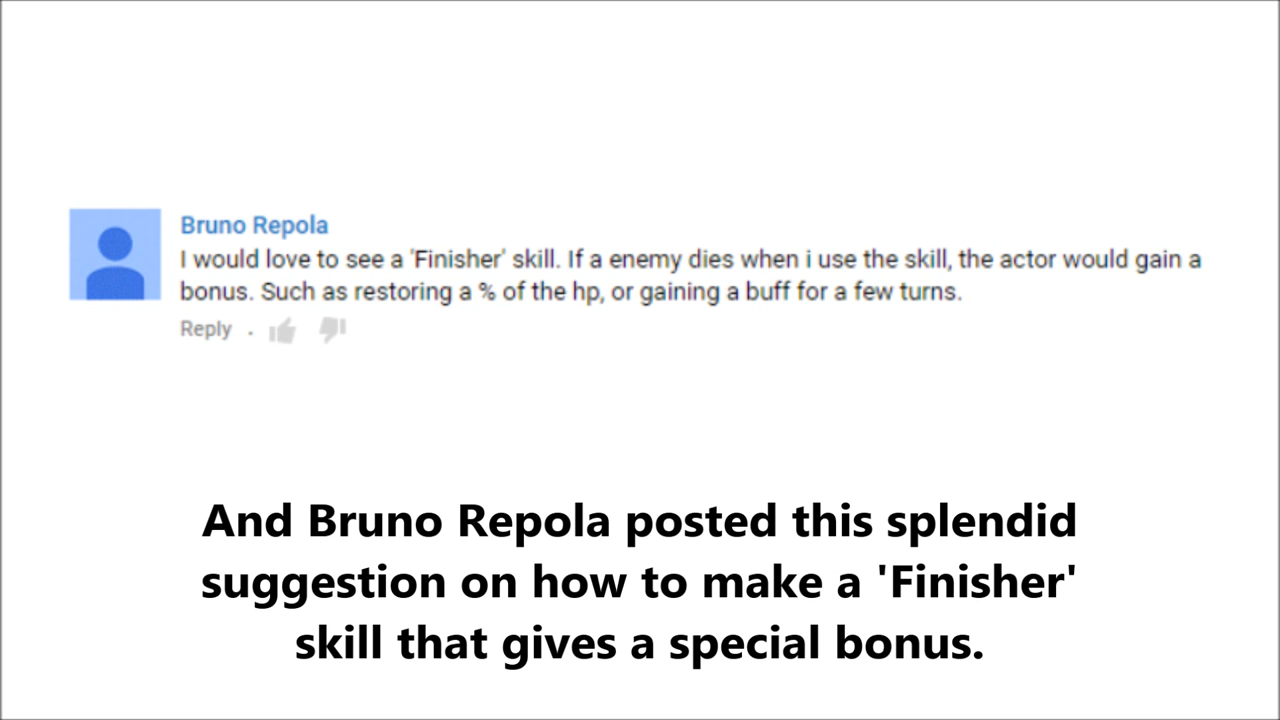 Bruno Repola
I would love to see a 'Finisher' skill. If a enemy dies when i use the skill, the actor would gain a
bonus. Such as restoring a % of the hp, or gaining a buff for a few turns.
Reply .
And Bruno Repola posted this splendid
suggestion on how to make a 'Finisher'
skill that gives a special bonus.